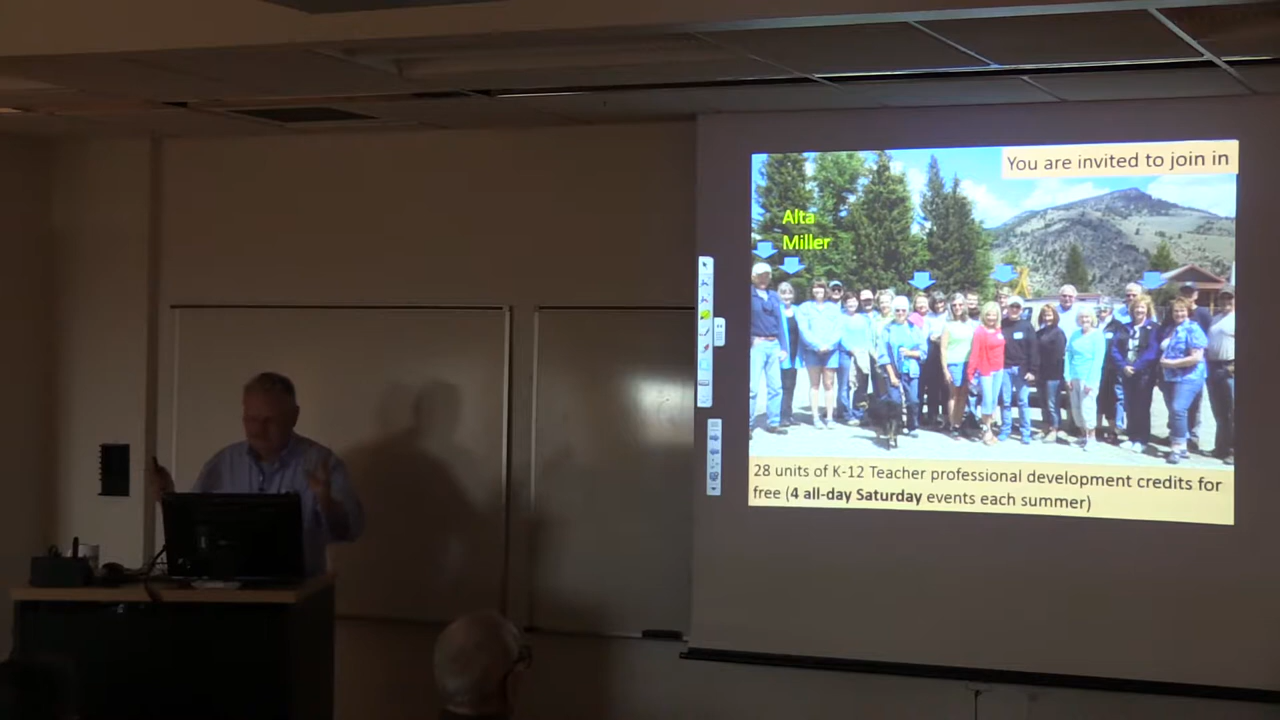 You are invited to join in
Alta
Miller
28 units of K-12 Teacher professional development credits for
free (4 all-day Saturday events each summer)